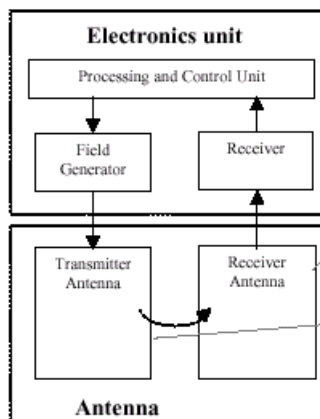 Electronics unit
Processing and Control Unit
Field
Generator
Receiver
Transmitter
Antenna
Receiver
Antenna
Antenna